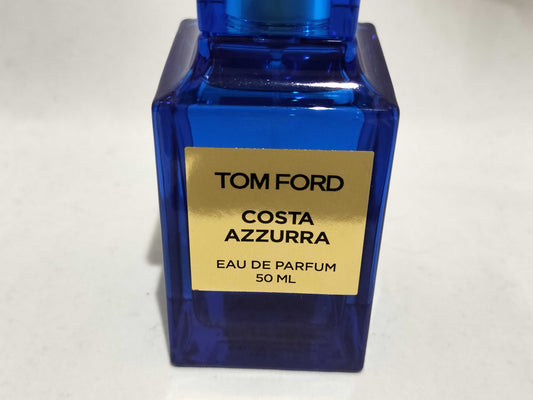 TOM FORD
COSTA
AZZURRA
EAU DE PARFUM
50 ML